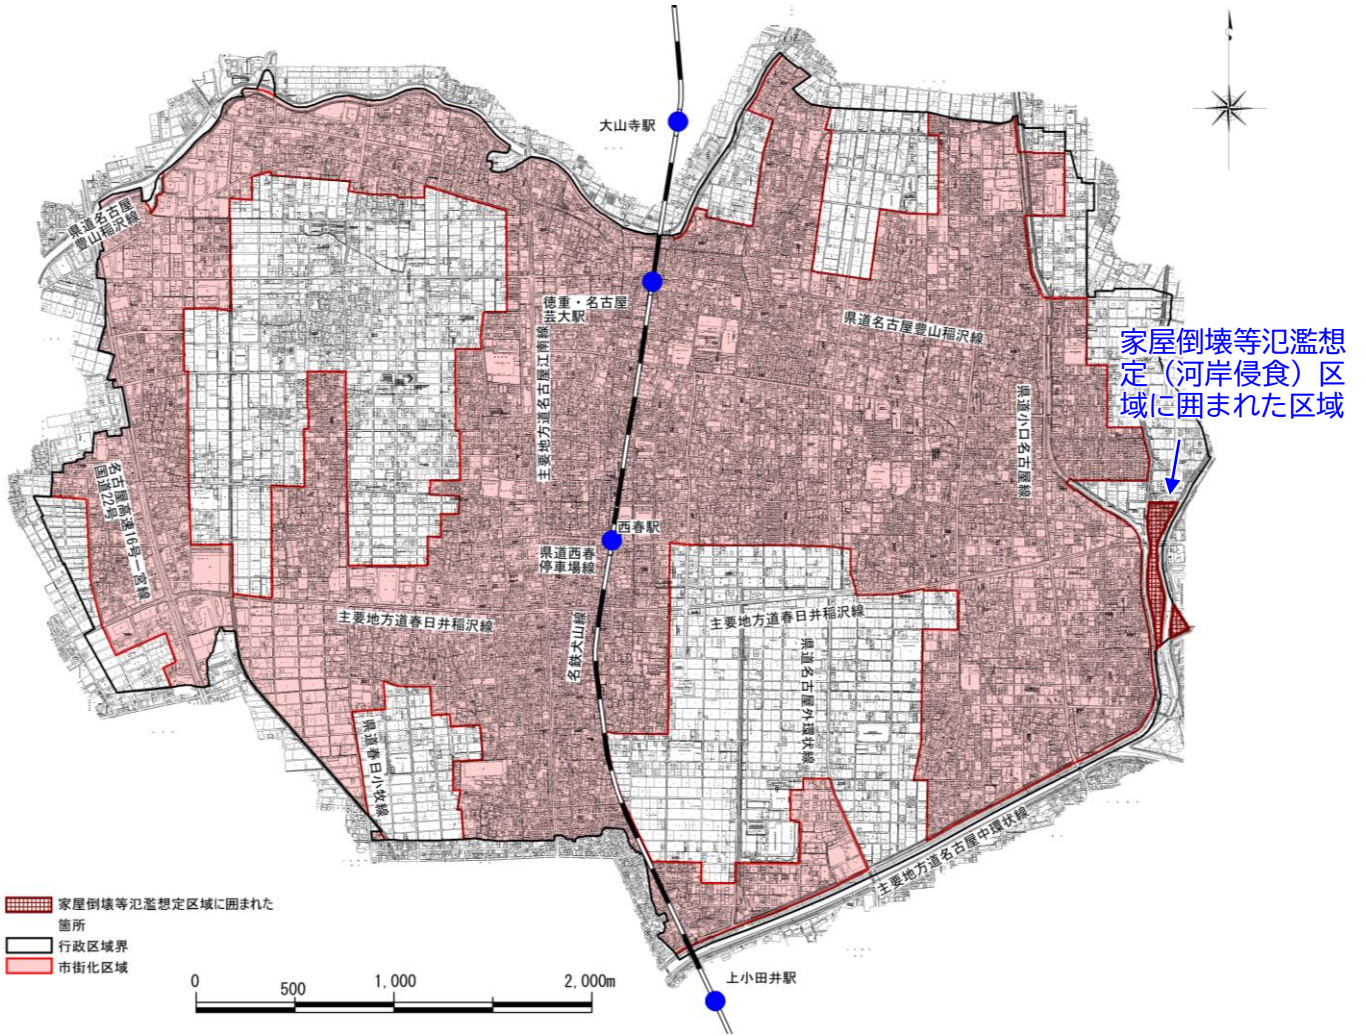 大山寺駅
県道名古屋
豊山稲沢線
徳重・名古屋
芸大駅
県道名古屋豊山稲沢線
主要地方道名古屋江南線
家屋倒壊等氾濫想
定（河岸侵食）区
域に囲まれた区域
県道小口名古屋線
名古屋高速16号一宮線
国道22号
西春駅
県道西春
停車場線
主要地方道春日井稲沢線
主要地方道春日井稲沢線
名鉄犬山線
県道名古屋外環状線
県道春日小牧線
主要地方道名古屋中環状線
家屋倒壊等氾濫想定区域に囲まれた
箇所
行政区域界
市街化区域
0 500 1,000 2,000m
上小田井駅